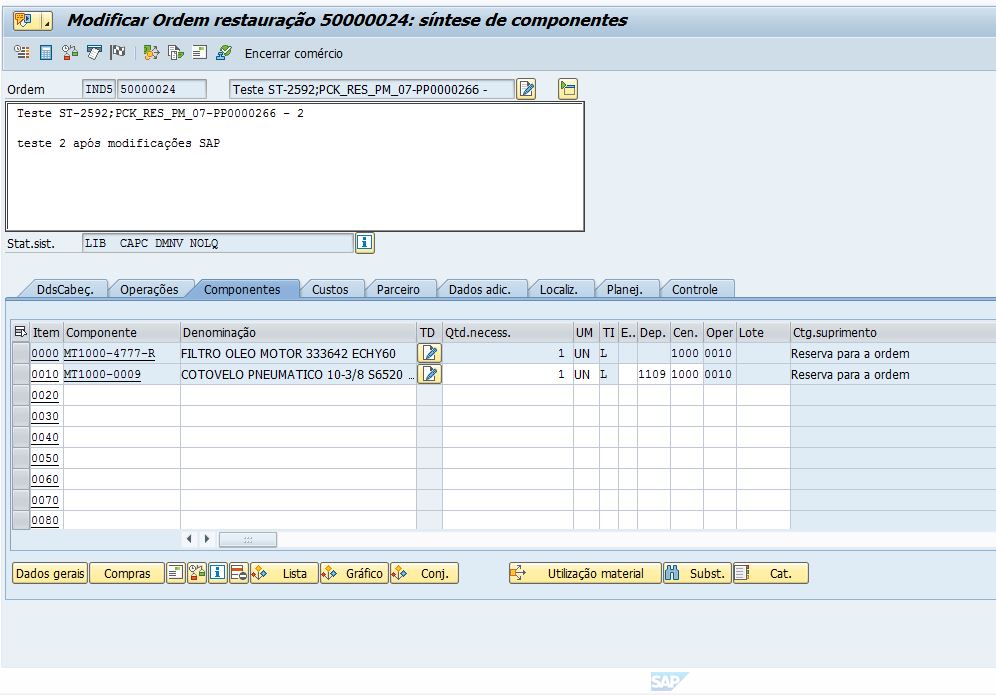 Modificar Ordem restauração 50000024: síntese de componentes
Encerrar comércio
Ordem IND5 50000024 Teste ST-2592;PCK_RES_PM_07-PP0000266 -
Teste ST-2592;PCK_RES_PM_07-PP0000266 - 2
teste 2 após modificações SAP
Stat.sist. LIB CAPC DMNV NOLQ
DdsCabeç. Operações Componentes Custos Parceiro Dados adic. Localiz. Planej. Controle
Item Componente Denominação TD Qtd.necess. UM TI E.. Dep. Cen. Oper Lote Ctg.suprimento
0000 MT1000-4777-R FILTRO OLEO MOTOR 333642 ECHY60 1 UN L 1000 0010 Reserva para a ordem
0010 MT1000-0009 COTOVELO PNEUMATICO 10-3/8 S6520 ... 1 UN L 1109 1000 0010 Reserva para a ordem
0020
0030
0040
0050
0060
0070
0080
Dados gerais Compras Lista Gráfico Conj. Utilização material Subst. Cat.
SAP